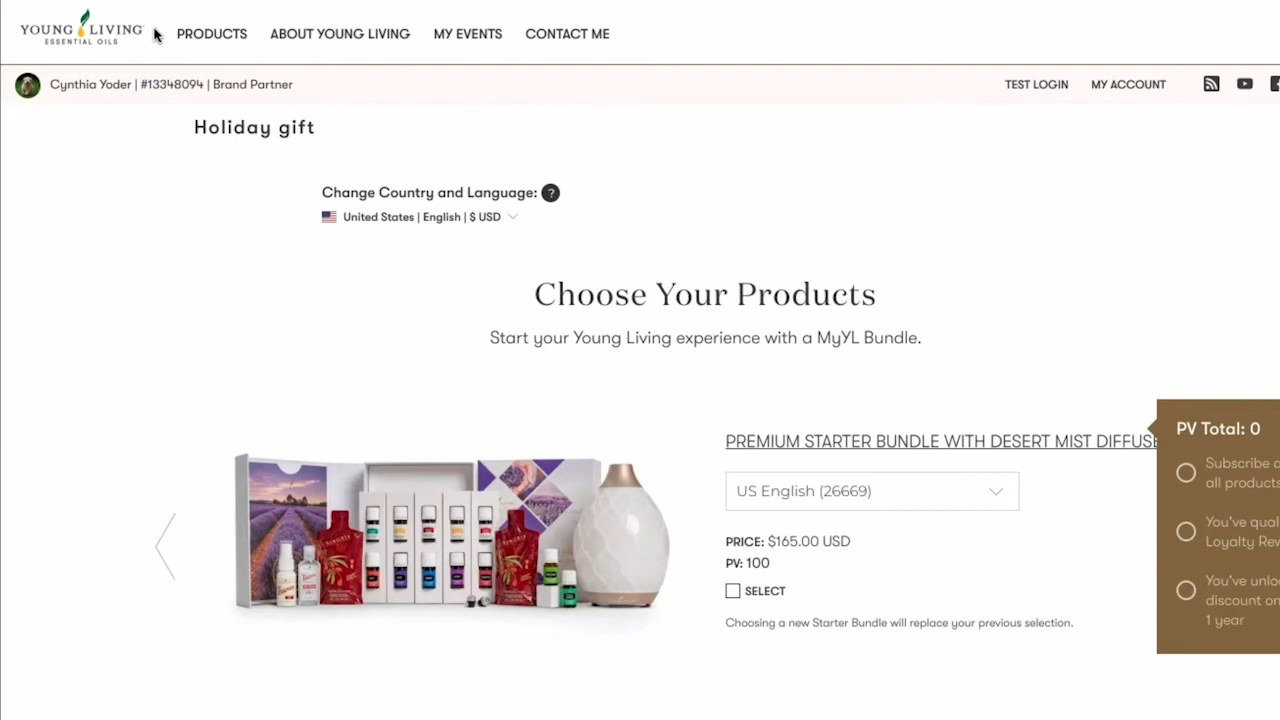 YOUNG LIVING
ESSENTIAL OILS
PRODUCTS
ABOUT YOUNG LIVING
MY EVENTS
CONTACT ME
Cynthia Yoder | #13348094 | Brand Partner
TEST LOGIN
MY ACCOUNT
Holiday gift
Change Country and Language: ?
United States | English | $ USD
Choose Your Products
Start your Young Living experience with a MyYL Bundle.
PREMIUM STARTER BUNDLE WITH DESERT MIST DIFFUSE
US English (26669)
PRICE: $165.00 USD
PV: 100
SELECT
Choosing a new Starter Bundle will replace your previous selection.
PV Total: 0
Subscribe
all products
You've qual
Loyalty Rew
You've unlo
discount on
1 year